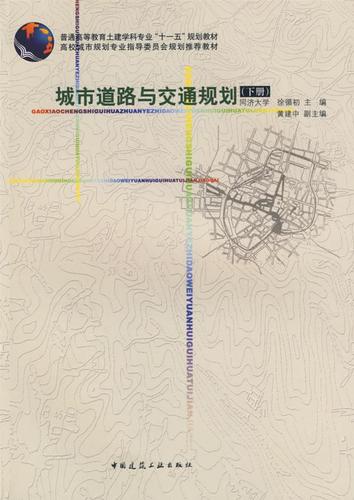 普通高等教育土建学科专业“十一五”规划教材
高校城市规划专业指导委员会规划推荐教材
城市道路与交通规划(下册)
同济大学 徐循初 主编
黄建中 副主编
GAOXIAOCHENGSHIGUIHUAZHUANYEZHIDAOWEIYUANHUIGUIHUATUIJIANJIAOCAI
中国建筑工业出版社